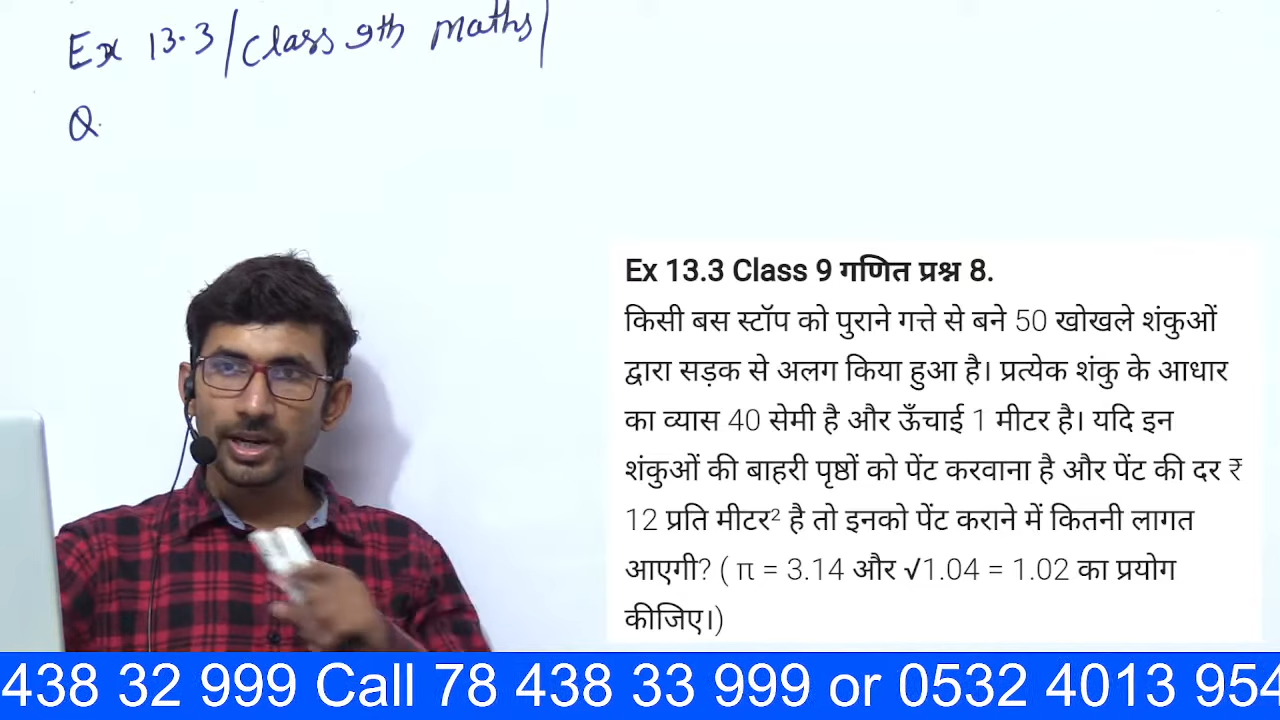 Ex 13.3 | Class 9th Maths |
Q.
Ex 13.3 Class 9 गणित प्रश्न 8.
किसी बस स्टॉप को पुराने गत्ते से बने 50 खोखले शंकुओं
द्वारा सड़क से अलग किया हुआ है। प्रत्येक शंकु के आधार
का व्यास 40 सेमी है और ऊँचाई 1 मीटर है। यदि इन
शंकुओं की बाहरी पृष्ठों को पेंट करवाना है और पेंट की दर ₹
12 प्रति मीटर² है तो इनको पेंट कराने में कितनी लागत
आएगी? ( π = 3.14 और √1.04 = 1.02 का प्रयोग
कीजिए।)
438 32 999 Call 78 438 33 999 or 0532 4013 954